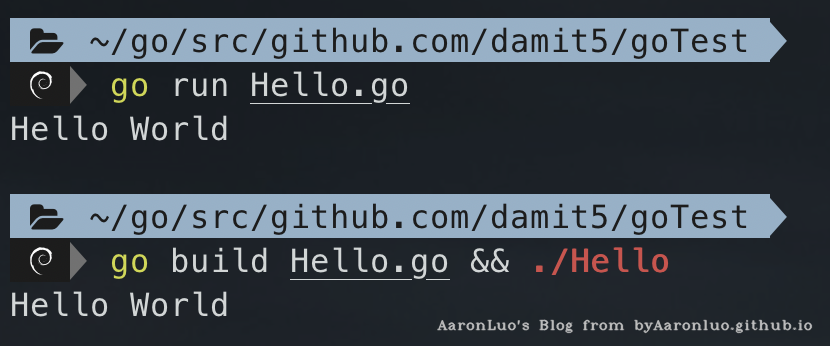 ~/go/src/github.com/damit5/goTest
go run Hello.go
Hello World
~/go/src/github.com/damit5/goTest
go build Hello.go && ./Hello
Hello World
AaronLuo's Blog from byAaronluo.github.io